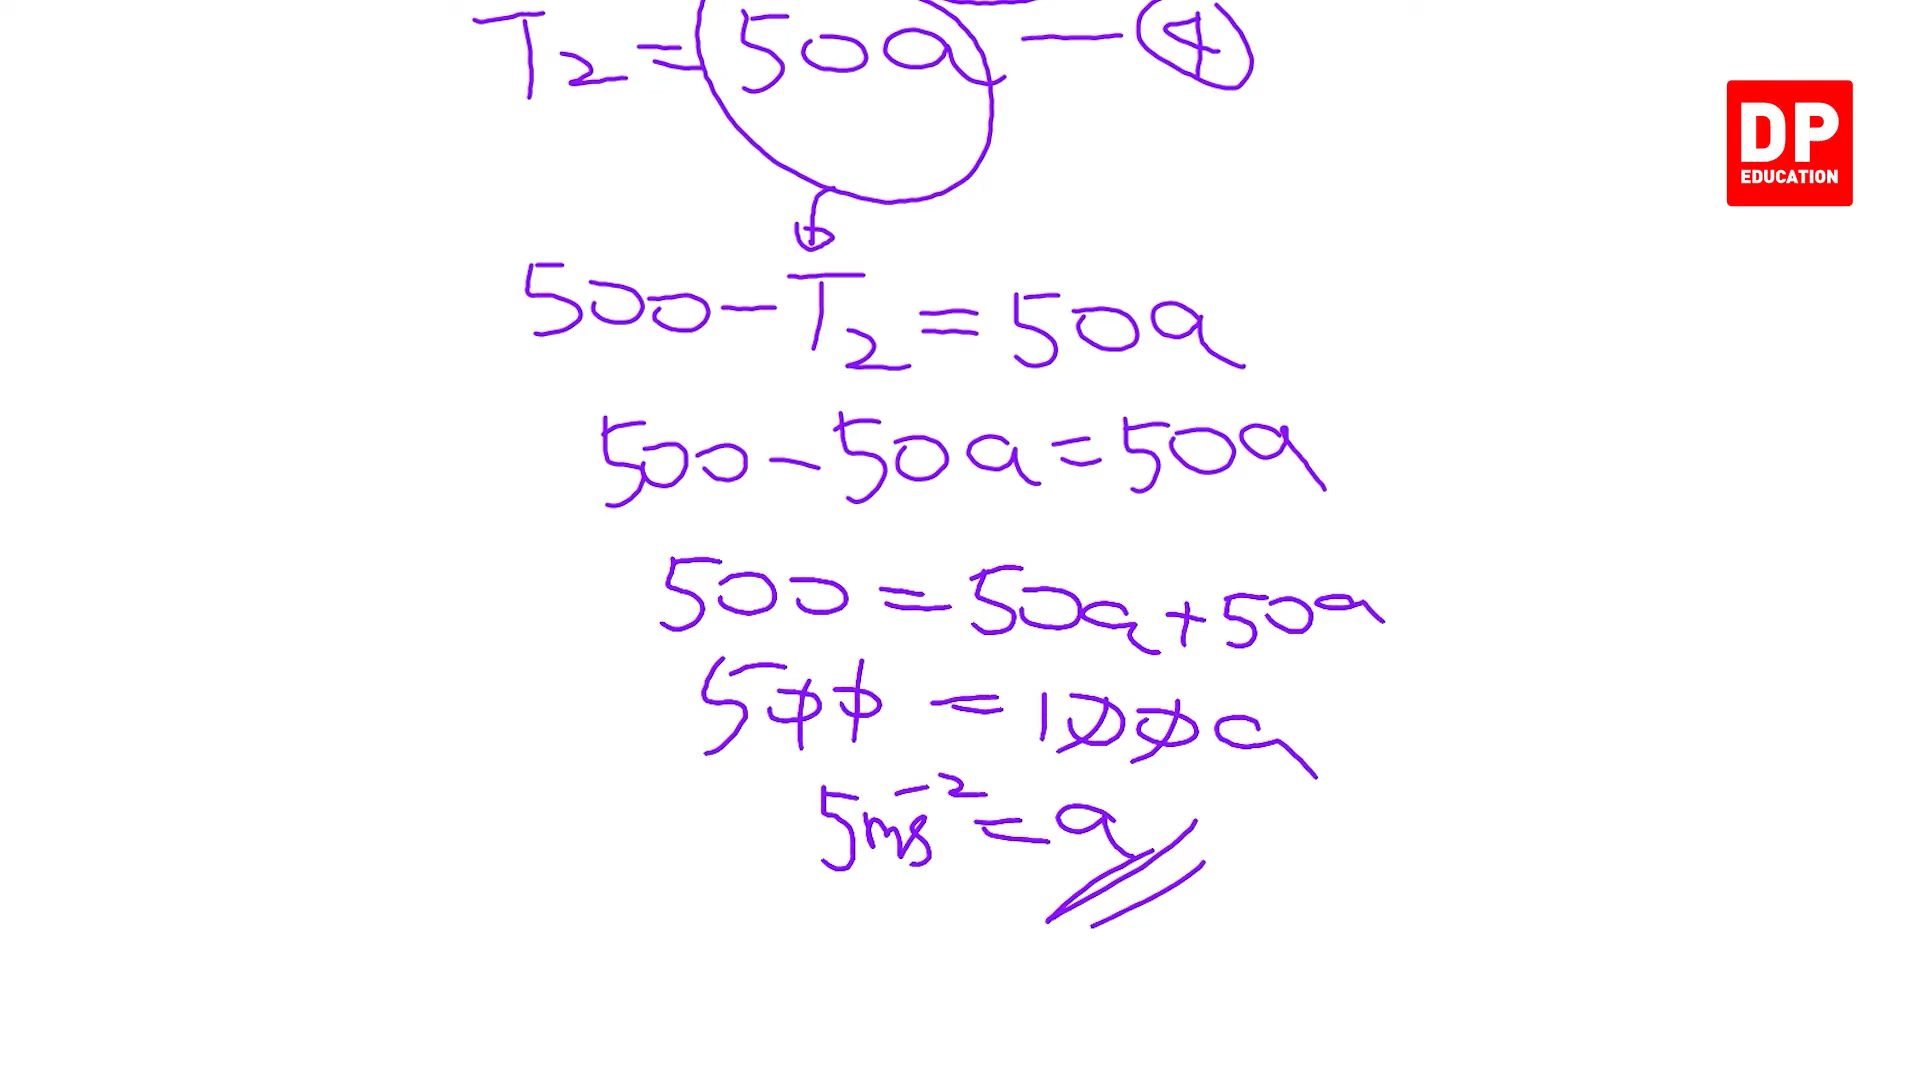 T₂ = 50a — ④
DP
EDUCATION
500 - T₂ = 50a
500 - 50a = 50a
500 = 50a + 50a
500 = 100a
5ms⁻² = a